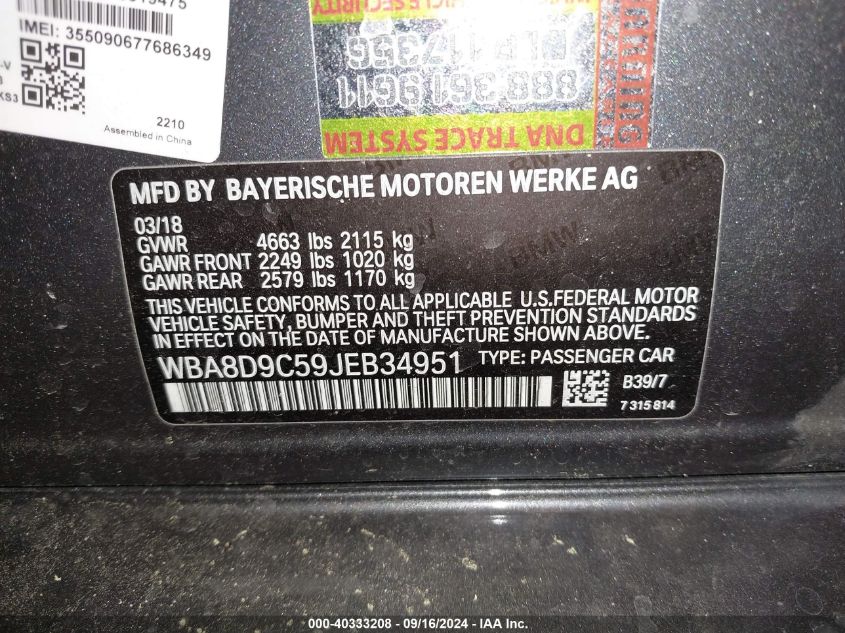 IMEI: 355090677686349
2210
Assembled in China
888 361 9611
DNA TRACE SYSTEM
MFD BY BAYERISCHE MOTOREN WERKE AG
03/18
GVWR 4663 lbs 2115 kg
GAWR FRONT 2249 lbs 1020 kg
GAWR REAR 2579 lbs 1170 kg
THIS VEHICLE CONFORMS TO ALL APPLICABLE U.S.FEDERAL MOTOR
VEHICLE SAFETY, BUMPER AND THEFT PREVENTION STANDARDS
IN EFFECT ON THE DATE OF MANUFACTURE SHOWN ABOVE.
WBA8D9C59JEB34951 TYPE: PASSENGER CAR
B39/7
7 315 814
000-40333208 - 09/16/2024 - IAA Inc.